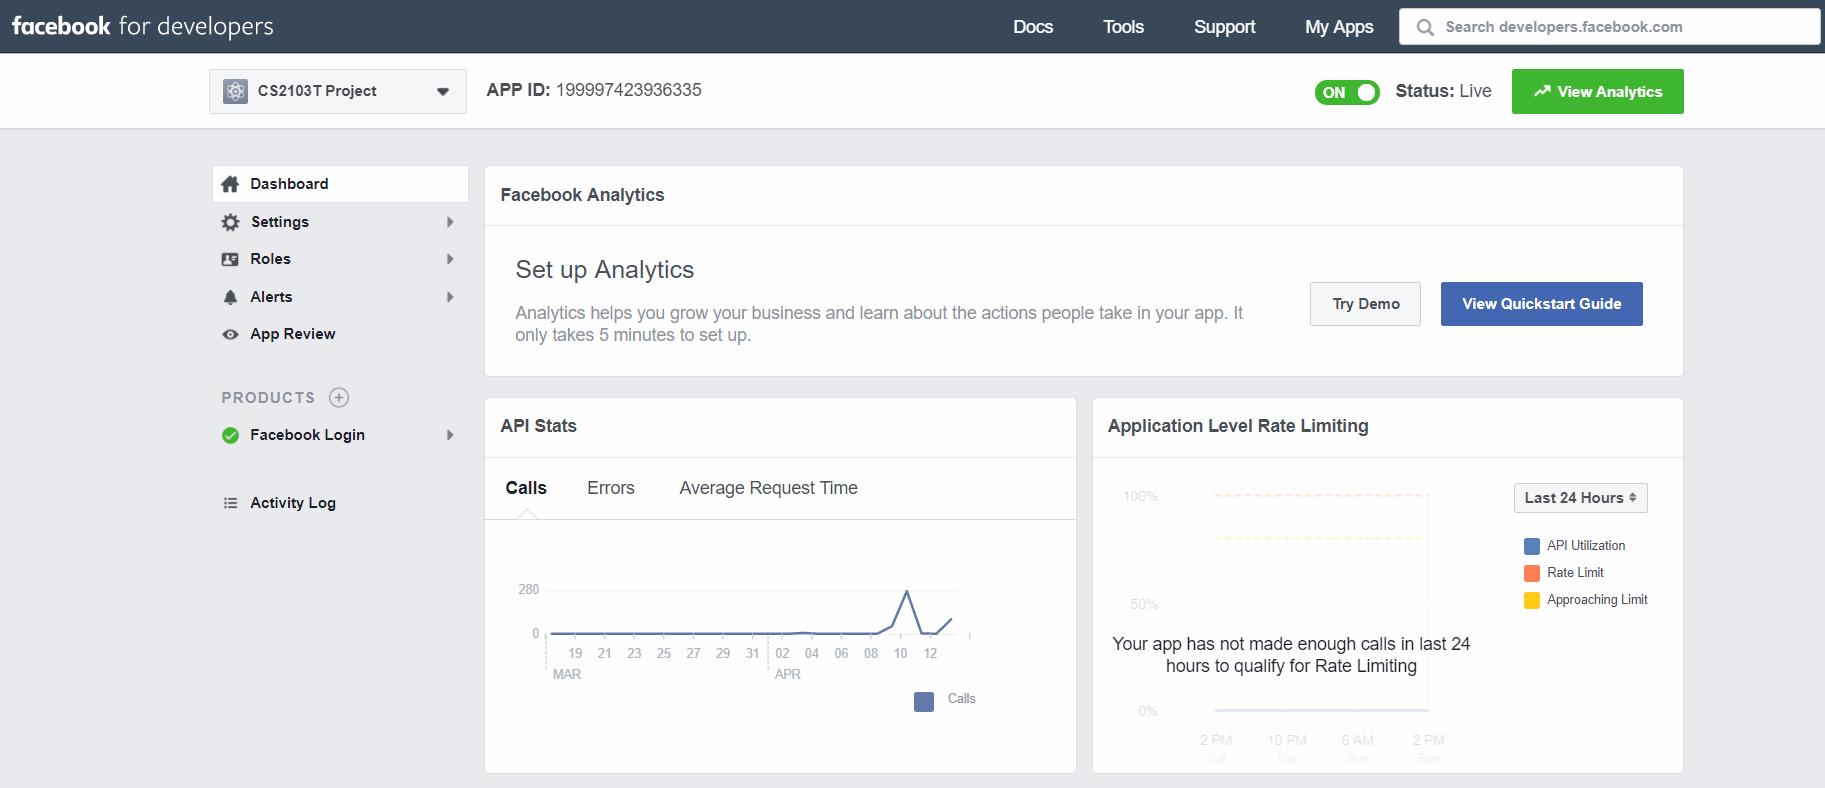 facebook for developers
Docs
Tools
Support
My Apps
Search developers.facebook.com
CS2103T Project
APP ID: 199997423936335
ON
Status: Live
View Analytics
Dashboard
Settings
Roles
Alerts
App Review
PRODUCTS
Facebook Login
Activity Log
Facebook Analytics
Set up Analytics
Analytics helps you grow your business and learn about the actions people take in your app. It
only takes 5 minutes to set up.
Try Demo
View Quickstart Guide
API Stats
Calls
Errors
Average Request Time
280
0
19 21 23 25 27 29 31 02 04 06 08 10 12
MAR
APR
Calls
Application Level Rate Limiting
Last 24 Hours
API Utilization
Rate Limit
Approaching Limit
100%
50%
Your app has not made enough calls in last 24
hours to qualify for Rate Limiting
0%
2 PM 10 PM 6 AM 2 PM
Sat Sat Sun Sun